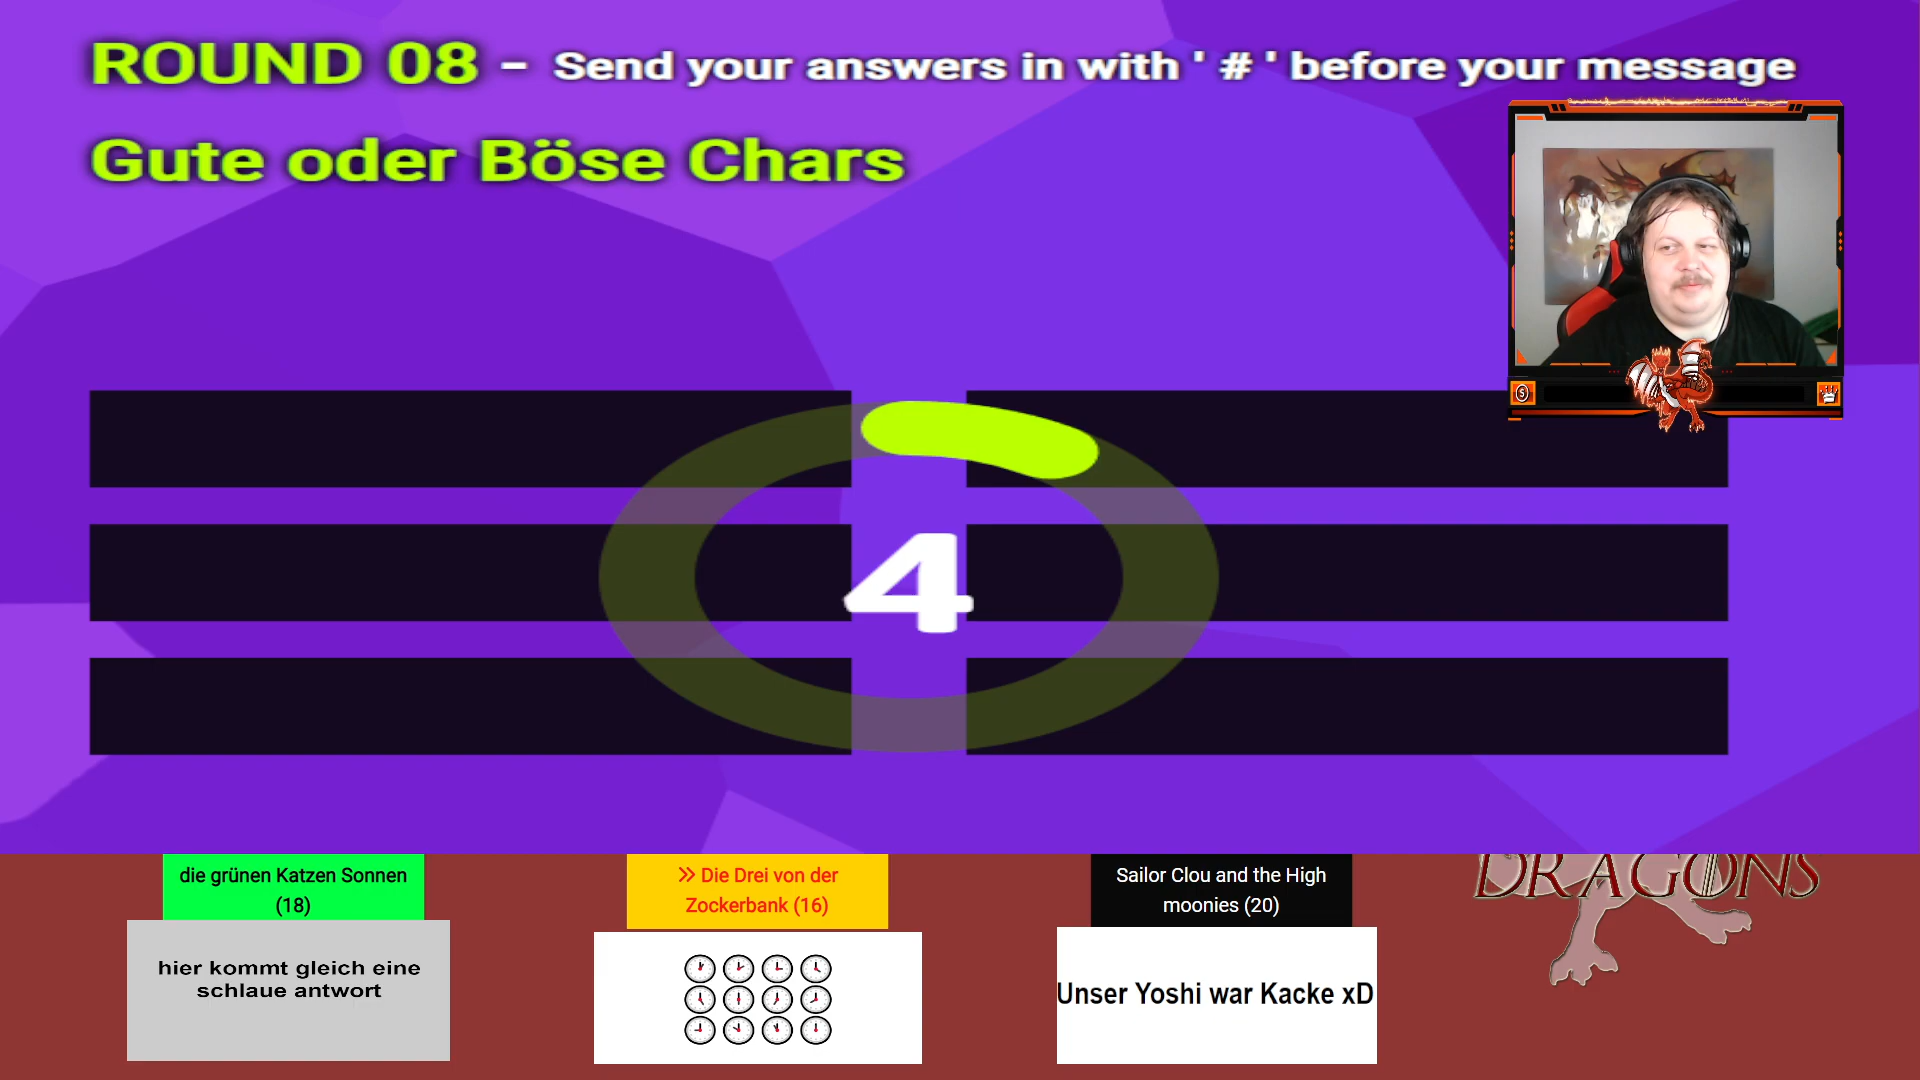 ROUND 08 - Send your answers in with ' # ' before your message
Gute oder Böse Chars
4
die grünen Katzen Sonnen
(18)
hier kommt gleich eine
schlaue antwort
>> Die Drei von der
Zockerbank (16)
Sailor Clou and the High
moonies (20)
Unser Yoshi war Kacke xD
DRAGONS
S